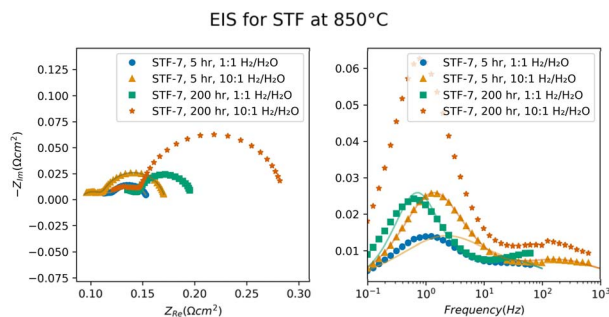 EIS for STF at 850°C
STF-7, 5 hr, 1:1 H₂/H₂O
STF-7, 5 hr, 10:1 H₂/H₂O
STF-7, 200 hr, 1:1 H₂/H₂O
STF-7, 200 hr, 10:1 H₂/H₂O
0.125
0.100
0.075
0.050
0.025
0.000
−0.025
−0.050
−0.075
−Z_Im(Ωcm²)
0.10 0.15 0.20 0.25 0.30
Z_Re(Ωcm²)
STF-7, 5 hr, 1:1 H₂/H₂O
STF-7, 5 hr, 10:1 H₂/H₂O
STF-7, 200 hr, 1:1 H₂/H₂O
STF-7, 200 hr, 10:1 H₂/H₂O
0.06
0.05
0.04
0.03
0.02
0.01
10⁻¹ 10⁰ 10¹ 10² 10³
Frequency(Hz)